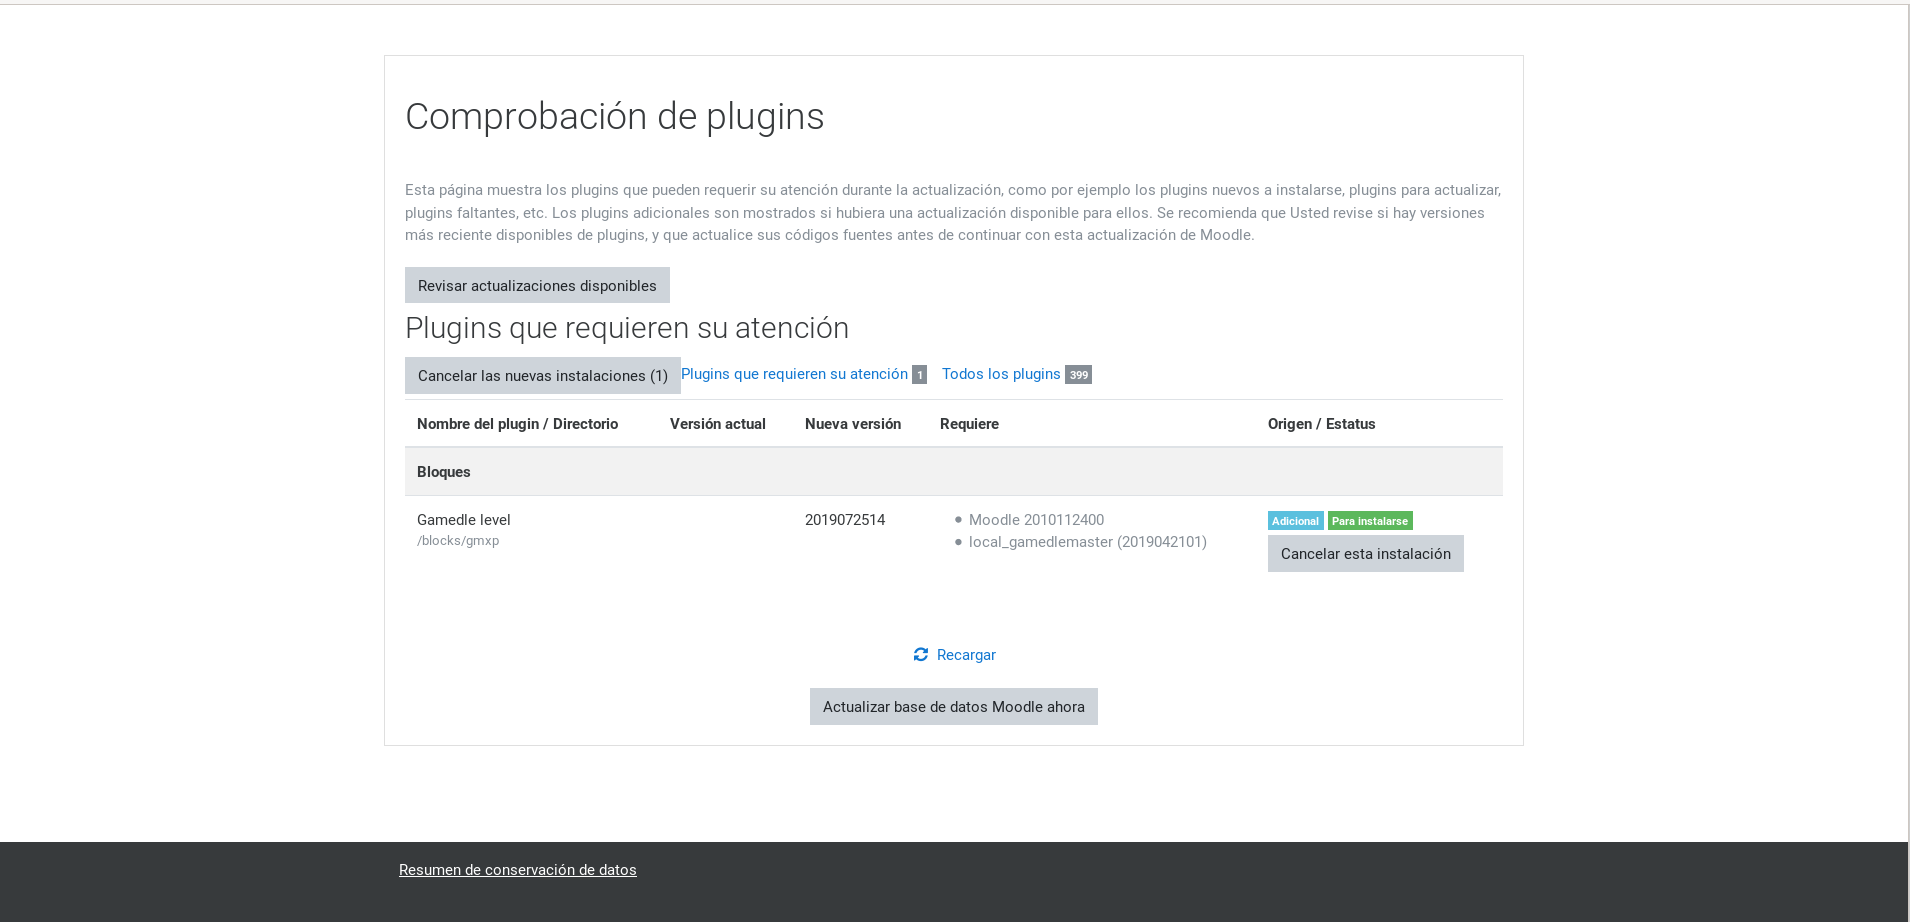 Comprobación de plugins
Esta página muestra los plugins que pueden requerir su atención durante la actualización, como por ejemplo los plugins nuevos a instalarse, plugins para actualizar,
plugins faltantes, etc. Los plugins adicionales son mostrados si hubiera una actualización disponible para ellos. Se recomienda que Usted revise si hay versiones
más reciente disponibles de plugins, y que actualice sus códigos fuentes antes de continuar con esta actualización de Moodle.
Revisar actualizaciones disponibles
Plugins que requieren su atención
Cancelar las nuevas instalaciones (1) Plugins que requieren su atención 1 Todos los plugins 399
Nombre del plugin / Directorio Versión actual Nueva versión Requiere Origen / Estatus
Bloques
Gamedle level 2019072514 • Moodle 2010112400 Adicional Para instalarse
/blocks/gmxp • local_gamedlemaster (2019042101)
Cancelar esta instalación
Recargar
Actualizar base de datos Moodle ahora
Resumen de conservación de datos